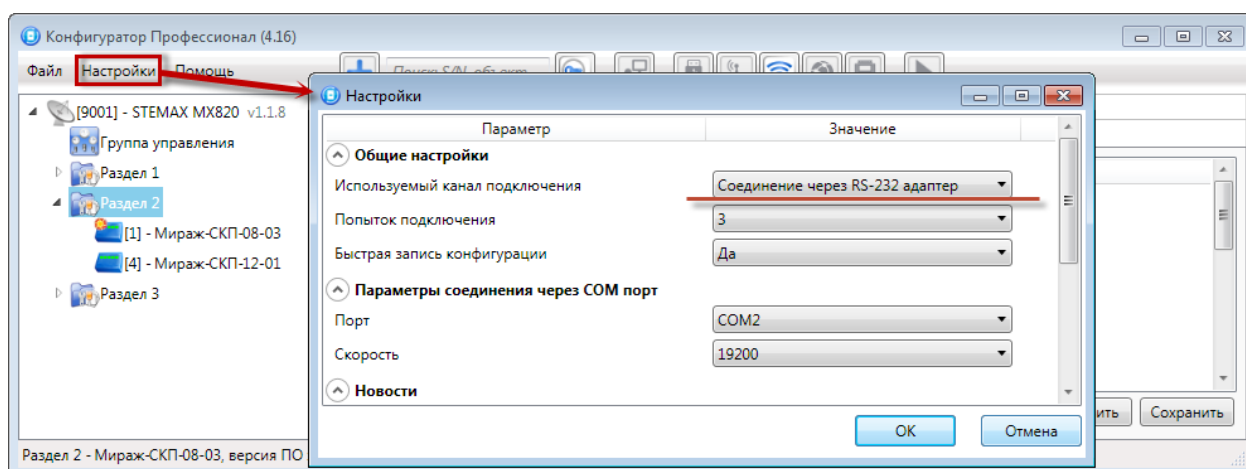 Конфигуратор Профессионал (4.16)
Файл Настройки Помощь
Поиск S/N, объект
[9001] - STEMAX MX820 v1.1.8
Группа управления
Раздел 1
Раздел 2
[1] - Мираж-СКП-08-03
[4] - Мираж-СКП-12-01
Раздел 3
Настройки
Параметр Значение
Общие настройки
Используемый канал подключения Соединение через RS-232 адаптер
Попыток подключения 3
Быстрая запись конфигурации Да
Параметры соединения через COM порт
Порт COM2
Скорость 19200
Новости
OK Отмена
ить Сохранить
Раздел 2 - Мираж-СКП-08-03, версия ПО